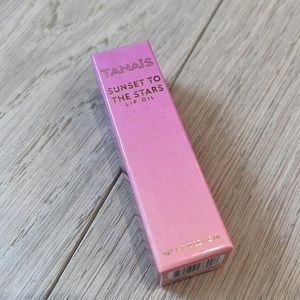 TANAÏS
SUNSET TO
THE STARS
LIP OIL